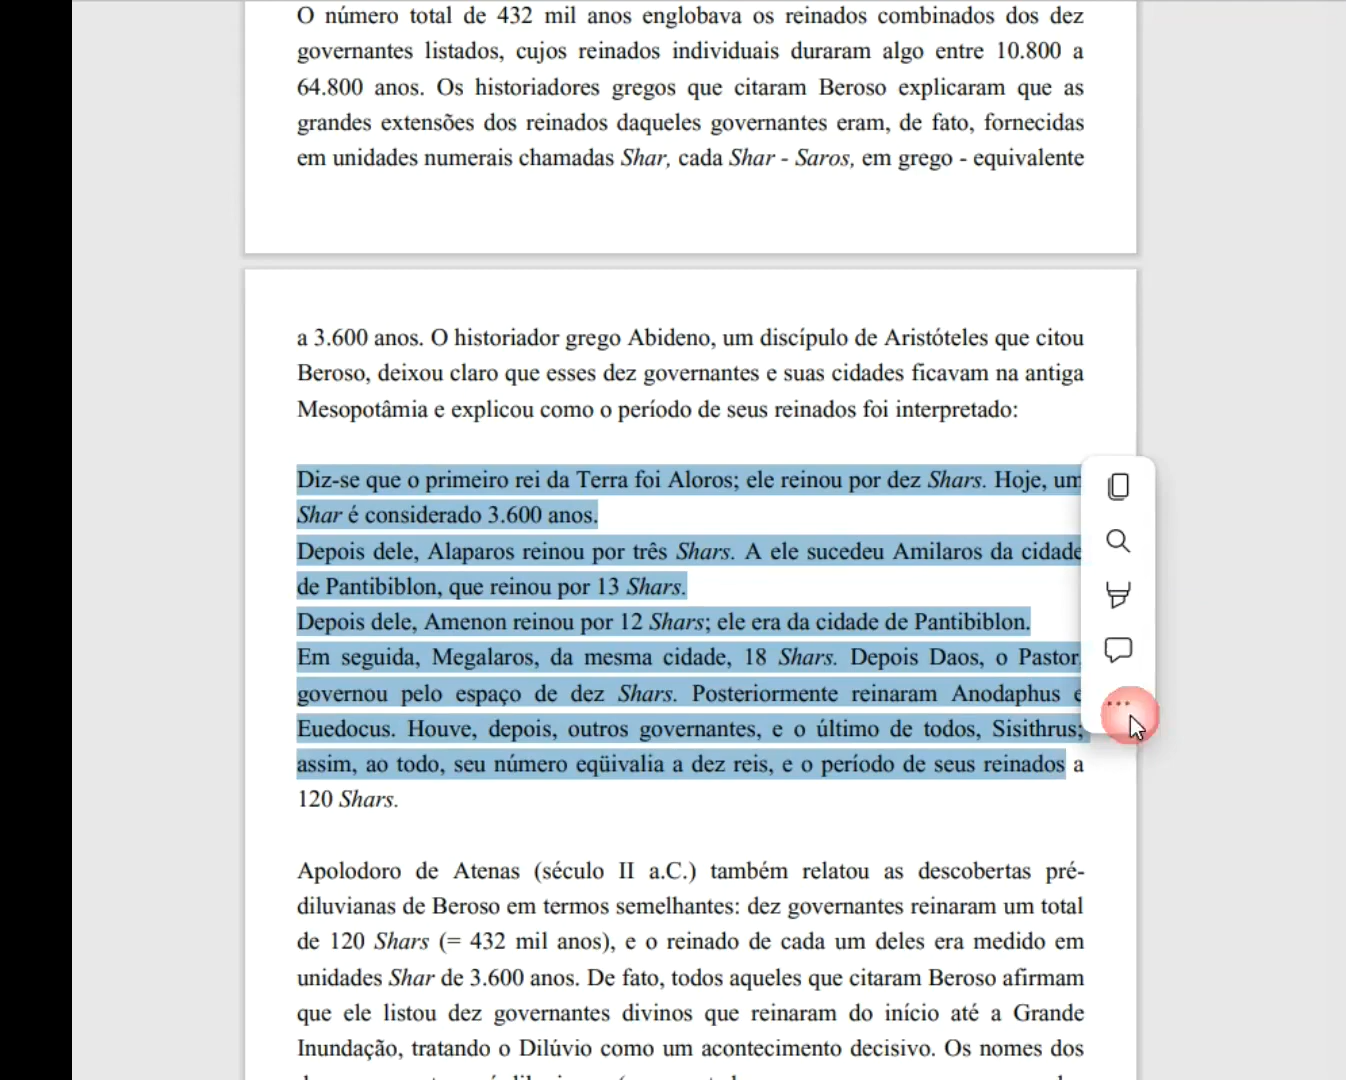 O número total de 432 mil anos englobava os reinados combinados dos dez
governantes listados, cujos reinados individuais duraram algo entre 10.800 a
64.800 anos. Os historiadores gregos que citaram Beroso explicaram que as
grandes extensões dos reinados daqueles governantes eram, de fato, fornecidas
em unidades numerais chamadas Shar, cada Shar - Saros, em grego - equivalente
a 3.600 anos. O historiador grego Abideno, um discípulo de Aristóteles que citou
Beroso, deixou claro que esses dez governantes e suas cidades ficavam na antiga
Mesopotâmia e explicou como o período de seus reinados foi interpretado:
Diz-se que o primeiro rei da Terra foi Aloros; ele reinou por dez Shars. Hoje, um
Shar é considerado 3.600 anos.
Depois dele, Alaparos reinou por três Shars. A ele sucedeu Amilaros da cidade
de Pantibiblon, que reinou por 13 Shars.
Depois dele, Amenon reinou por 12 Shars; ele era da cidade de Pantibiblon.
Em seguida, Megalaros, da mesma cidade, 18 Shars. Depois Daos, o Pastor,
governou pelo espaço de dez Shars. Posteriormente reinaram Anodaphus e
Euedocus. Houve, depois, outros governantes, e o último de todos, Sisithrus;
assim, ao todo, seu número eqüivalia a dez reis, e o período de seus reinados a
120 Shars.
Apolodoro de Atenas (século II a.C.) também relatou as descobertas pré-
diluvianas de Beroso em termos semelhantes: dez governantes reinaram um total
de 120 Shars (= 432 mil anos), e o reinado de cada um deles era medido em
unidades Shar de 3.600 anos. De fato, todos aqueles que citaram Beroso afirmam
que ele listou dez governantes divinos que reinaram do início até a Grande
Inundação, tratando o Dilúvio como um acontecimento decisivo. Os nomes dos